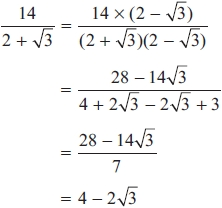 14/(2 + √3) = (14 × (2 − √3))/((2 + √3)(2 − √3))
= (28 − 14√3)/(4 + 2√3 − 2√3 + 3)
= (28 − 14√3)/7
= 4 − 2√3